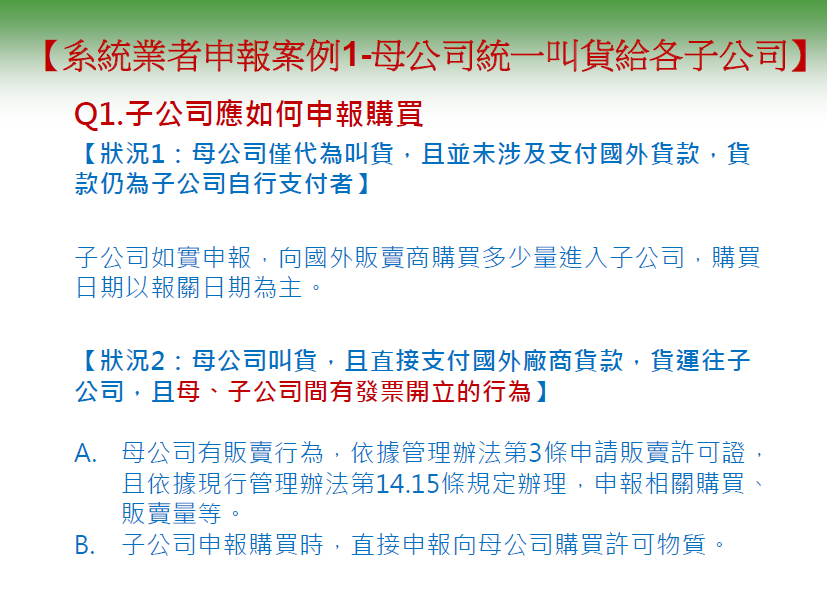 【系統業者申報案例1-母公司統一叫貨給各子公司】
Q1.子公司應如何申報購買
【狀況1：母公司僅代為叫貨，且並未涉及支付國外貨款，貨
款仍為子公司自行支付者】
子公司如實申報，向國外販賣商購買多少量進入子公司，購買
日期以報關日期為主。
【狀況2：母公司叫貨，且直接支付國外廠商貨款，貨運往子
公司，且母、子公司間有發票開立的行為】
A. 母公司有販賣行為，依據管理辦法第3條申請販賣許可證，
且依據現行管理辦法第14.15條規定辦理，申報相關購買、
販賣量等。
B. 子公司申報購買時，直接申報向母公司購買許可物質。